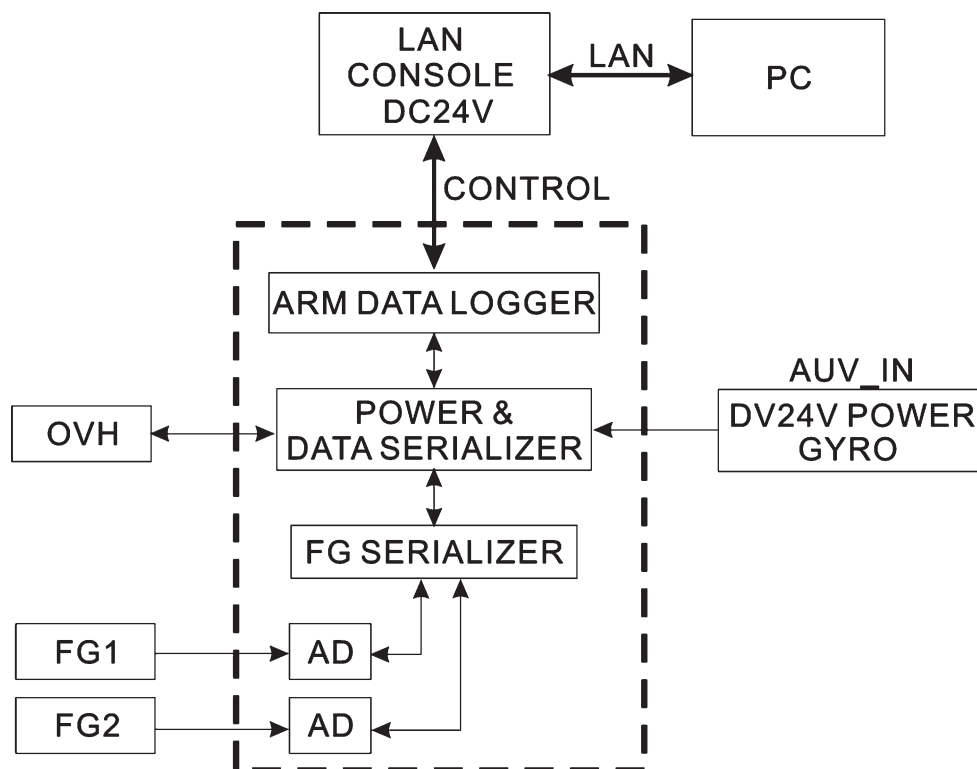 LAN
CONSOLE
DC24V
LAN
PC
CONTROL
ARM DATA LOGGER
POWER &
DATA SERIALIZER
OVH
AUV_IN
DV24V POWER
GYRO
FG SERIALIZER
FG1
AD
FG2
AD